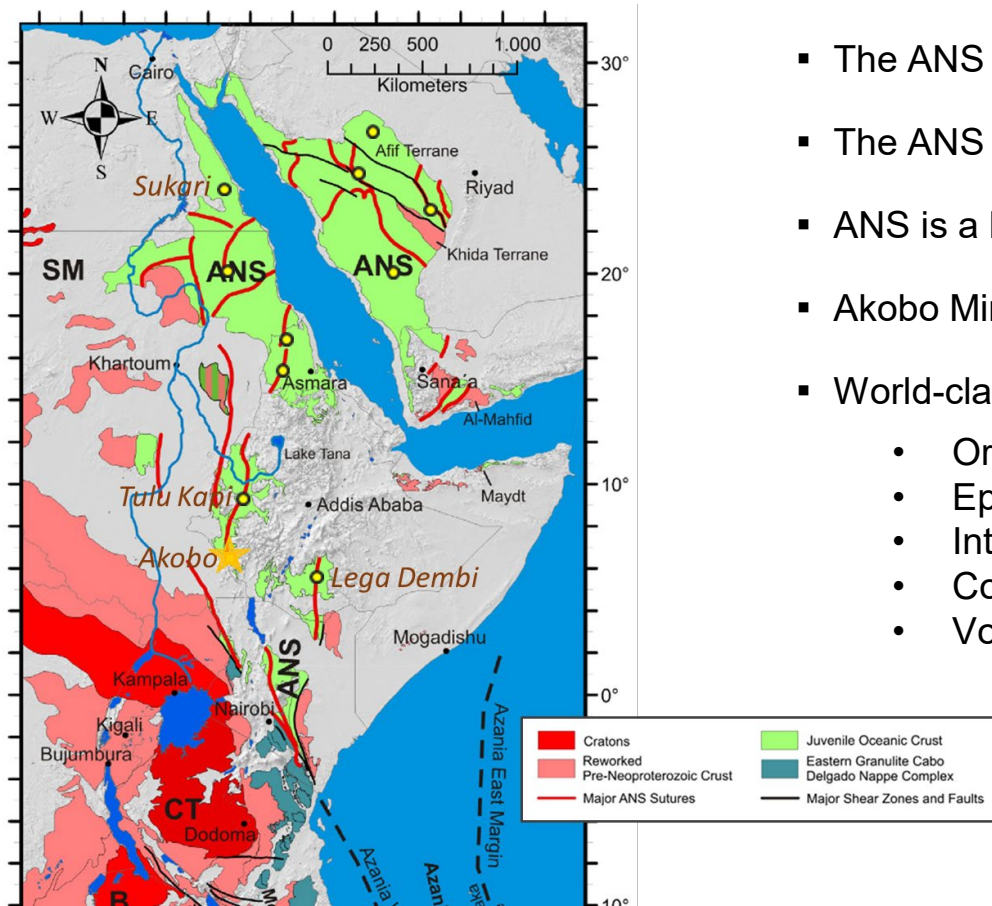 0 250 500 1.000
Kilometers
N
W E
S
Cairo
30°
Afif Terrane
Riyad
Sukari
Khida Terrane
SM
ANS
ANS
20°
Khartoum
Asmara
Sana'a
Al-Mahfid
Lake Tana
Maydt
10°
Tulu Kapi
Addis Ababa
Akobo
Lega Dembi
Mogadishu
ANS
Kampala
0°
Nairobi
Kigali
Bujumbura
CT
Dodoma
B
Azania East Margin
Azania
Azan
10°
Cratons
Reworked
Pre-Neoproterozoic Crust
Major ANS Sutures
Juvenile Oceanic Crust
Eastern Granulite Cabo
Delgado Nappe Complex
Major Shear Zones and Faults
▪ The ANS
▪ The ANS
▪ ANS is a
▪ Akobo Min
▪ World-cla
• Or
• Ep
• Int
• Co
• Vo